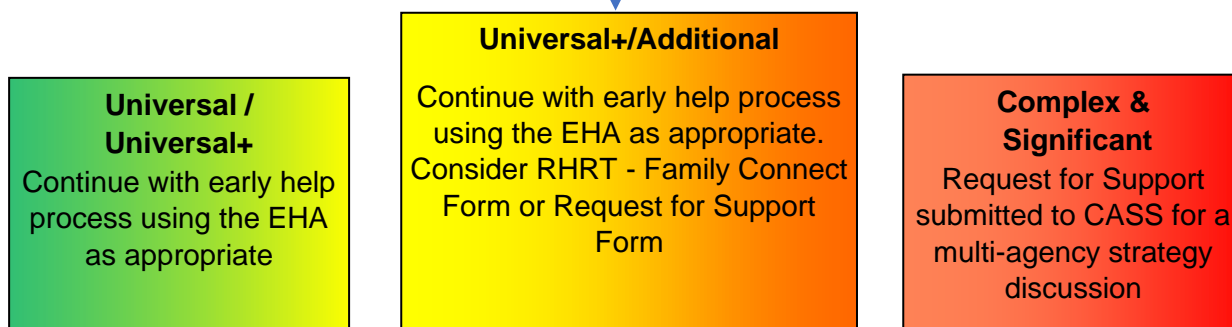 Universal /
Universal+
Continue with early help
process using the EHA
as appropriate
Universal+/Additional
Continue with early help process
using the EHA as appropriate.
Consider RHRT - Family Connect
Form or Request for Support
Form
Complex &
Significant
Request for Support
submitted to CASS for a
multi-agency strategy
discussion